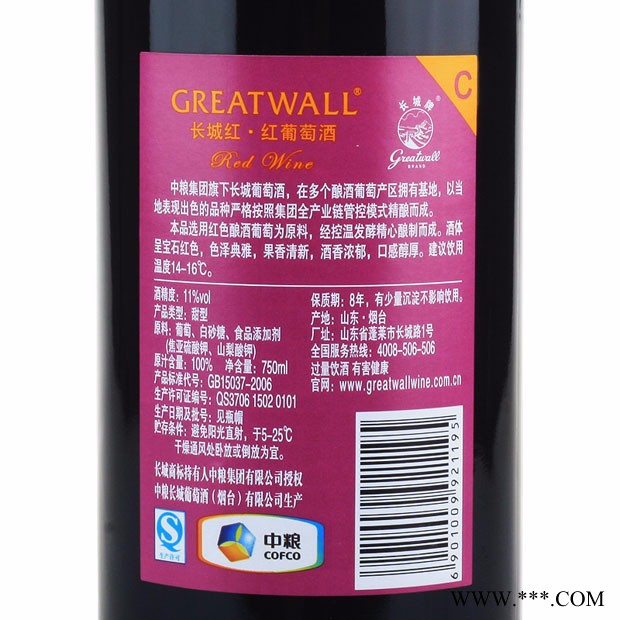 C
GREATWALL®
长城红·红葡萄酒
Red Wine
长城牌®
Greatwall
BRAND
中粮集团旗下长城葡萄酒，在多个酿酒葡萄产区拥有基地，以当
地表现出色的品种严格按照集团全产业链管控模式精酿而成。
本品选用红色酿酒葡萄为原料，经控温发酵精心酿制而成。酒体
呈宝石红色，色泽典雅，果香清新，酒香浓郁，口感醇厚。建议饮用
温度14-16℃。
酒精度：11%vol
产品类型：甜型
原料：葡萄、白砂糖、食品添加剂
(焦亚硫酸钾、山梨酸钾)
原汁含量：100% 净含量：750ml
产品标准代号：GB15037-2006
生产许可证编号：QS3706 1502 0101
生产日期及批号：见瓶帽
贮存条件：避免阳光直射，于5-25℃
干燥通风处卧放或倒放为宜。
保质期：8年，有少量沉淀不影响饮用。
产地：山东·烟台
厂址：山东省蓬莱市长城路1号
全国服务热线：4008-506-506
过量饮酒 有害健康
官网：www.greatwallwine.com.cn
长城商标持有人中粮集团有限公司授权
中粮长城葡萄酒（烟台）有限公司生产
生产许可
中粮
COFCO
6901009921195
www.***.com